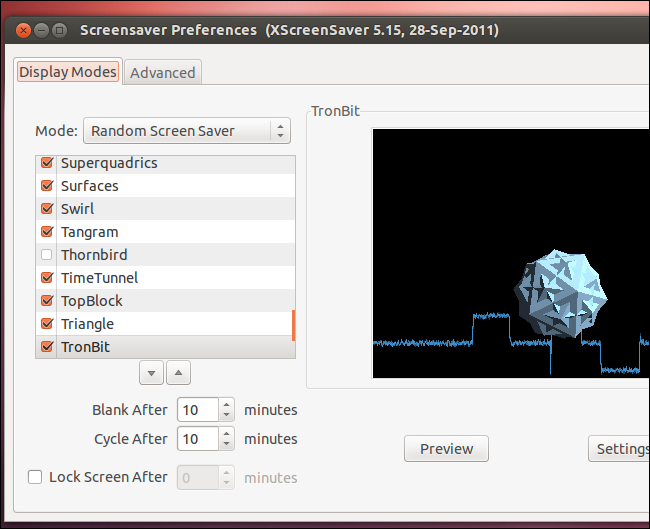 Screensaver Preferences (XScreenSaver 5.15, 28-Sep-2011)
Display Modes
Advanced
Mode: Random Screen Saver
Superquadrics
Surfaces
Swirl
Tangram
Thornbird
TimeTunnel
TopBlock
Triangle
TronBit
Blank After 10 minutes
Cycle After 10 minutes
Lock Screen After 0 minutes
TronBit
Preview
Settings